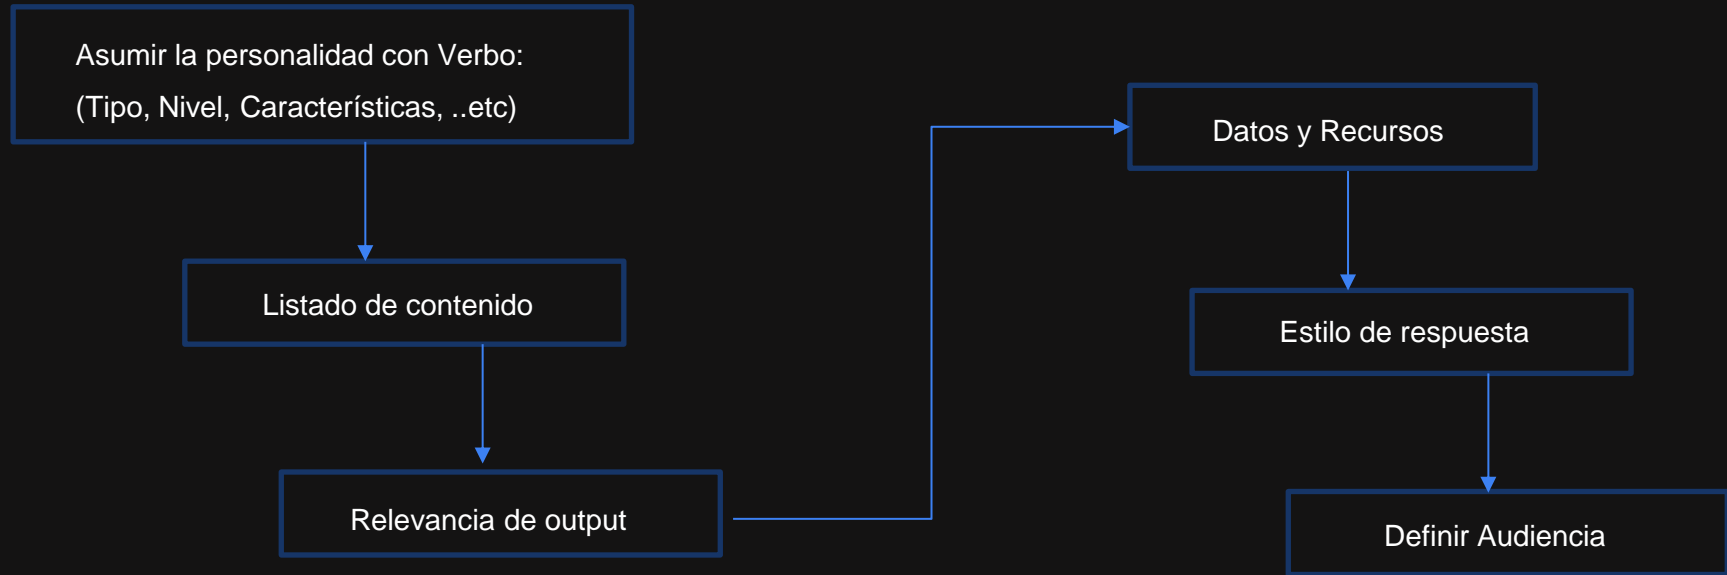 Asumir la personalidad con Verbo:
(Tipo, Nivel, Características, ..etc)
Listado de contenido
Relevancia de output
Datos y Recursos
Estilo de respuesta
Definir Audiencia